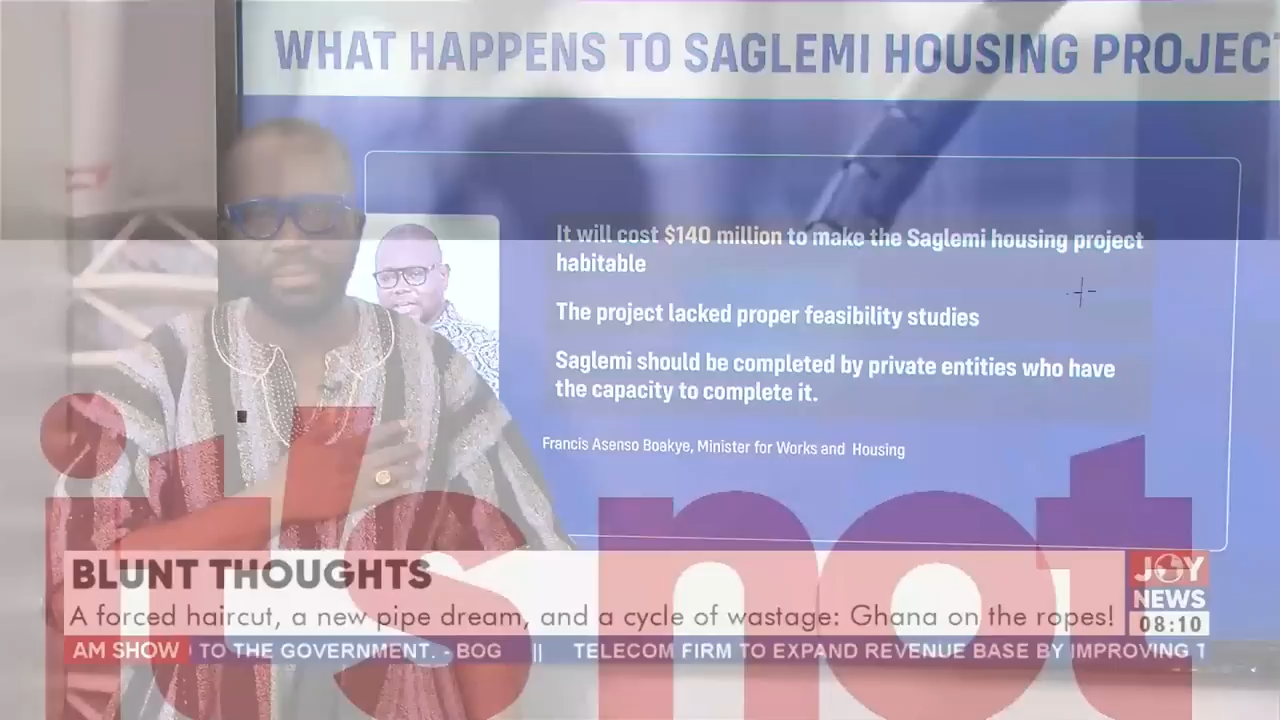 WHAT HAPPENS TO SAGLEMI HOUSING PROJEC
It will cost $140 million to make the Saglemi housing project
habitable
The project lacked proper feasibility studies
Saglemi should be completed by private entities who have
the capacity to complete it.
Francis Asenso Boakye, Minister for Works and Housing
it's not
BLUNT THOUGHTS
A forced haircut, a new pipe dream, and a cycle of wastage: Ghana on the ropes!
JOY
NEWS
08:10
AM SHOW TO THE GOVERNMENT. - BOG || TELECOM FIRM TO EXPAND REVENUE BASE BY IMPROVING